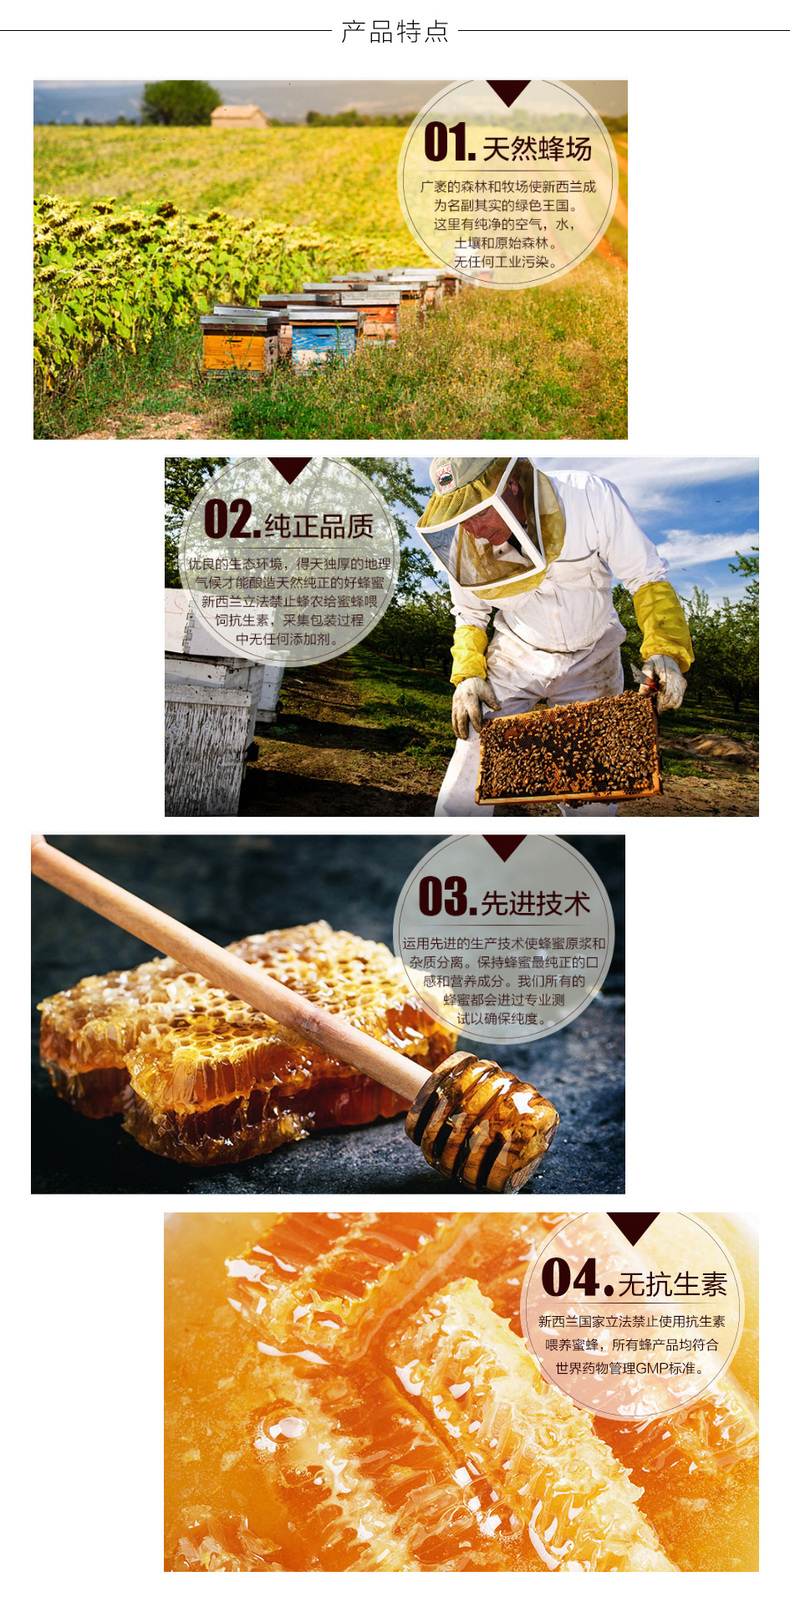 产品特点
01.天然蜂场
广袤的森林和牧场使新西兰成
为名副其实的绿色王国。
这里有纯净的空气，水，
土壤和原始森林。
无任何工业污染。
02.纯正品质
优良的生态环境，得天独厚的地理
气候才能酿造天然纯正的好蜂蜜
新西兰立法禁止蜂农给蜜蜂喂
饲抗生素，采集包装过程
中无任何添加剂。
03.先进技术
运用先进的生产技术使蜂蜜原浆和
杂质分离。保持蜂蜜最纯正的口
感和营养成分。我们所有的
蜂蜜都会进过专业测
试以确保纯度。
04.无抗生素
新西兰国家立法禁止使用抗生素
喂养蜜蜂，所有蜂产品均符合
世界药物管理GMP标准。